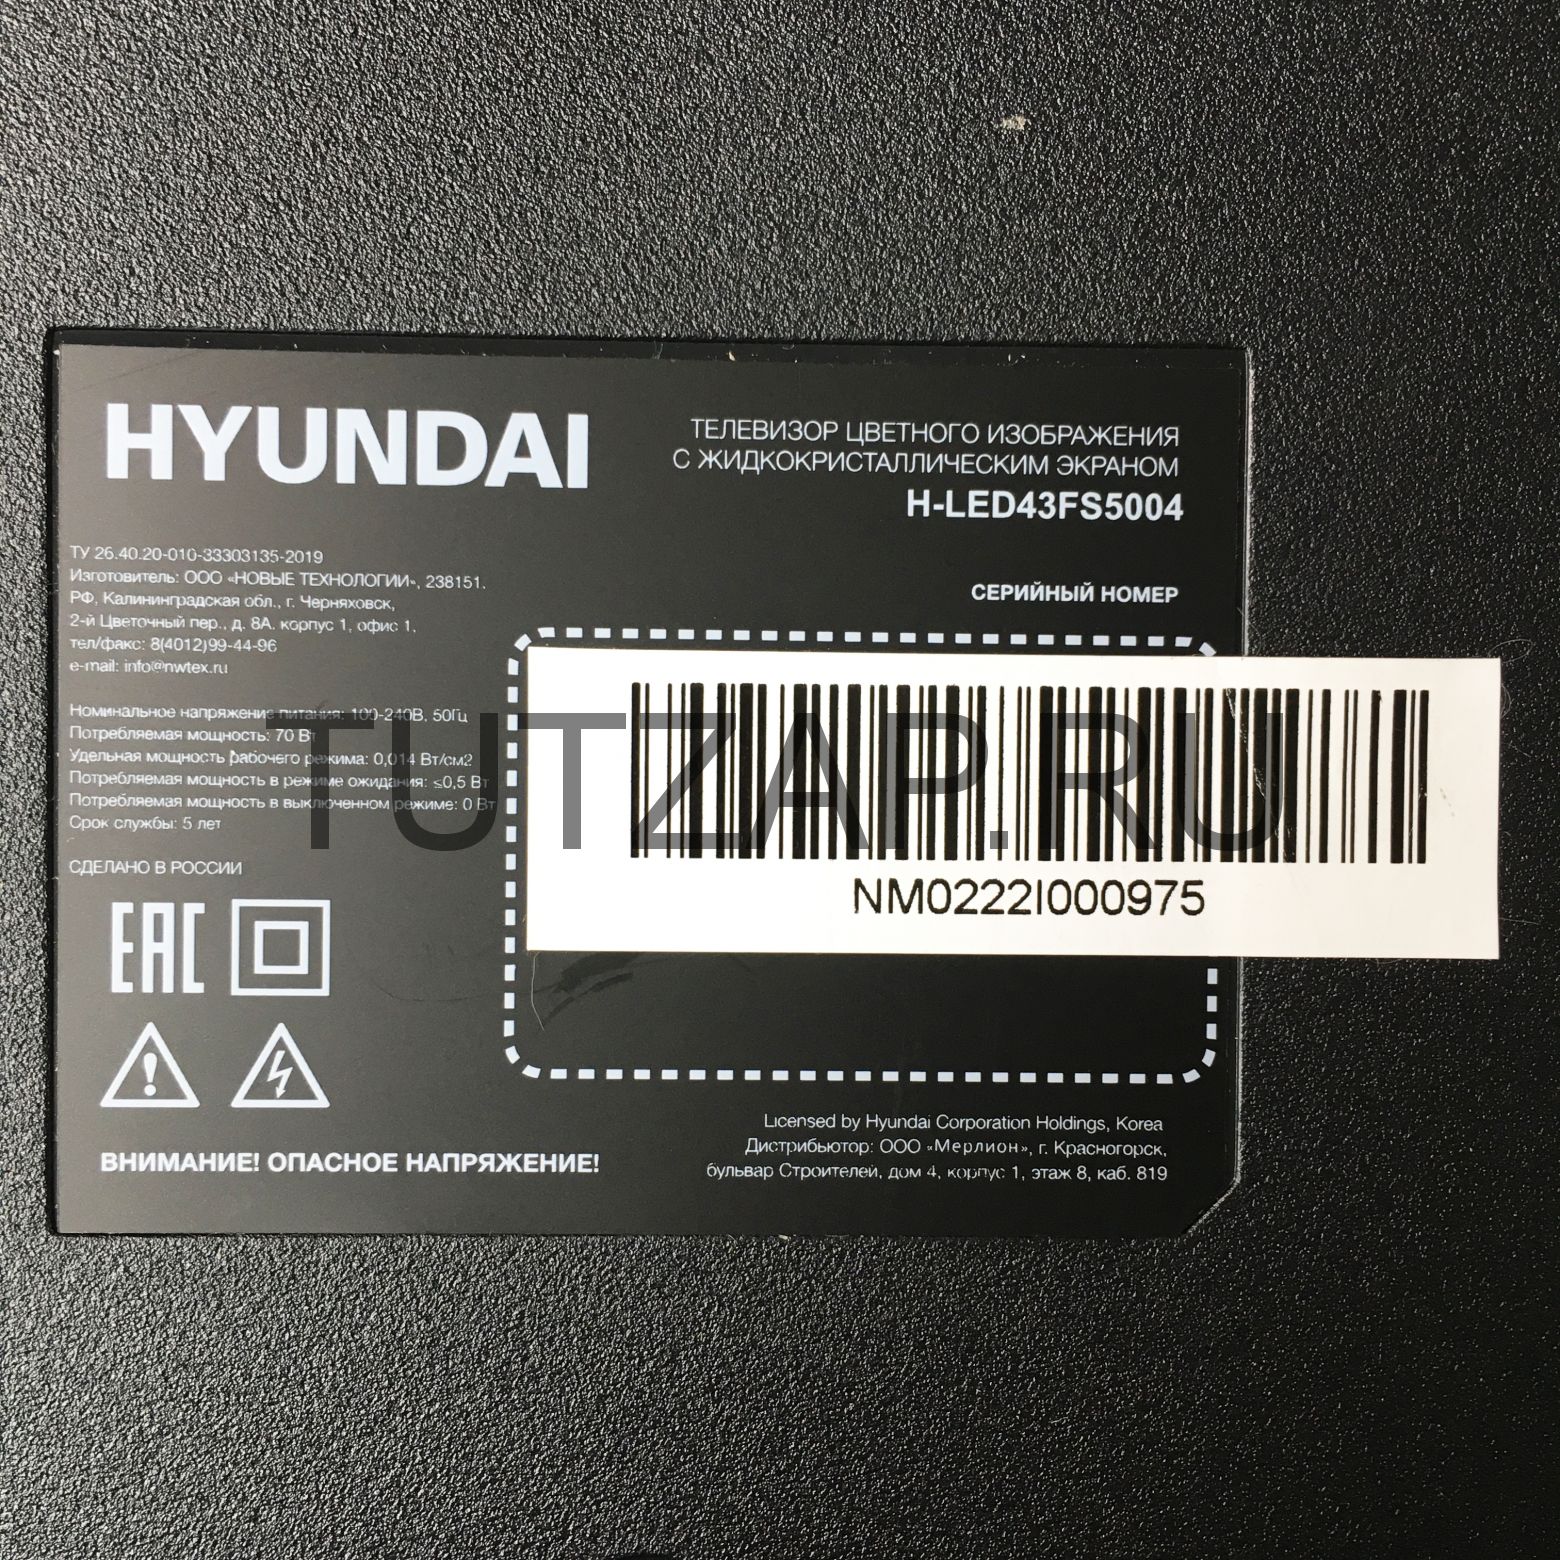 HYUNDAI
ТЕЛЕВИЗОР ЦВЕТНОГО ИЗОБРАЖЕНИЯ
С ЖИДКОКРИСТАЛЛИЧЕСКИМ ЭКРАНОМ
H-LED43FS5004
ТУ 26.40.20-010-33303135-2019
Изготовитель: ООО «НОВЫЕ ТЕХНОЛОГИИ», 238151.
РФ, Калининградская обл., г. Черняховск,
2-й Цветочный пер., д. 8А, корпус 1, офис 1,
тел/факс: 8(4012)99-44-96
e-mail: info@nwtex.ru
Номинальное напряжение питания: 100-240В, 50Гц
Потребляемая мощность: 70 Вт
Удельная мощность рабочего режима: 0,014 Вт/см2
Потребляемая мощность в режиме ожидания: ≤0,5 Вт
Потребляемая мощность в выключенном режиме: 0 Вт
Срок службы: 5 лет
СДЕЛАНО В РОССИИ
EAC
ВНИМАНИЕ! ОПАСНОЕ НАПРЯЖЕНИЕ!
СЕРИЙНЫЙ НОМЕР
NM0222I000975
Licensed by Hyundai Corporation Holdings, Korea
Дистрибьютор: ООО «Мерлион», г. Красногорск,
бульвар Строителей, дом 4, корпус 1, этаж 8, каб. 819
TUTZAP.RU